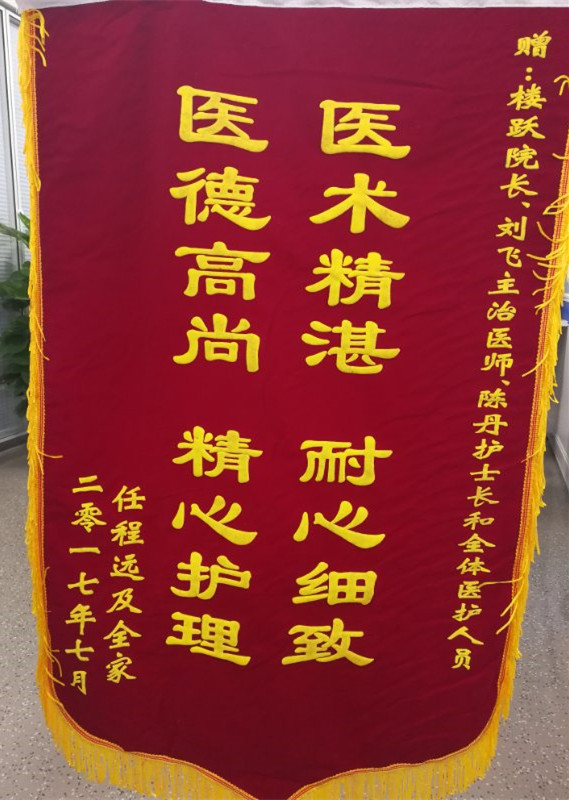 赠：楼跃院长、刘飞主治医师、陈丹护士长和全体医护人员
医术精湛 耐心细致
医德高尚 精心护理
任程远及全家
二零一七年七月